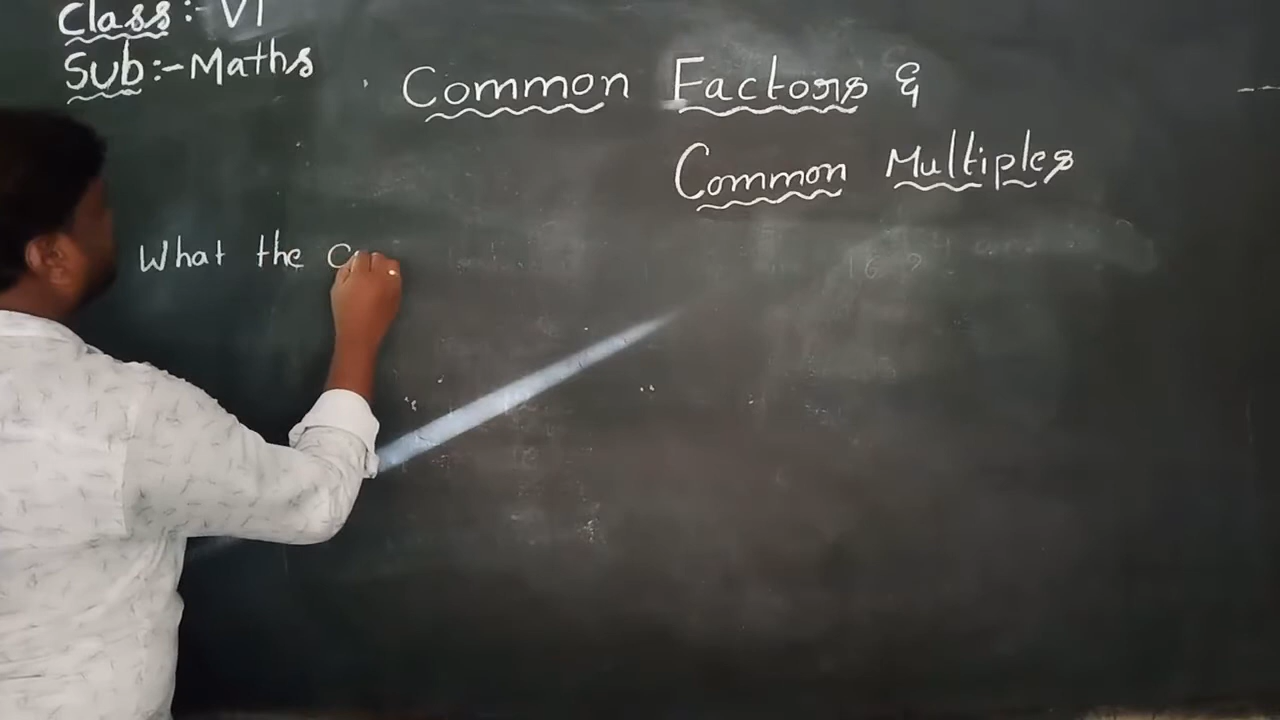 Class:- VI
Sub:- Maths
Common Factors &
Common Multiples
What the